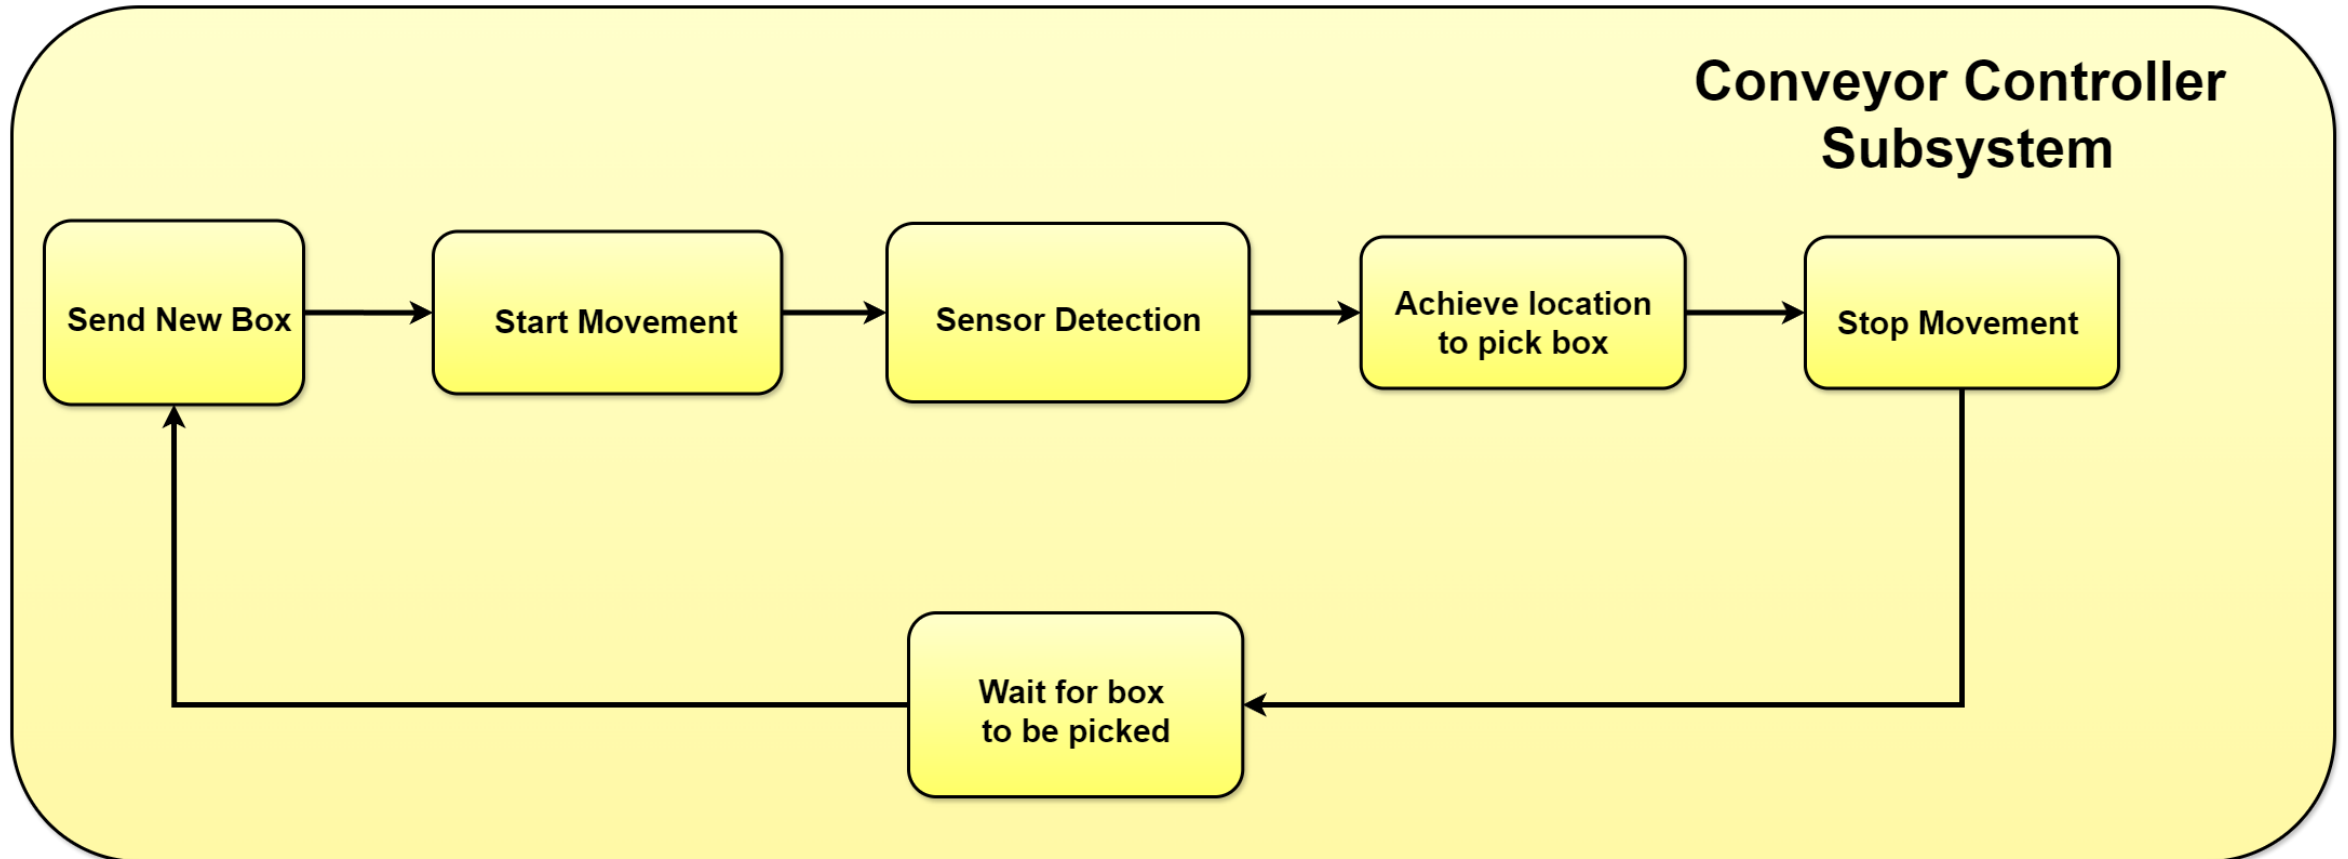 Conveyor Controller
Subsystem
Send New Box
Start Movement
Sensor Detection
Achieve location
to pick box
Stop Movement
Wait for box
to be picked